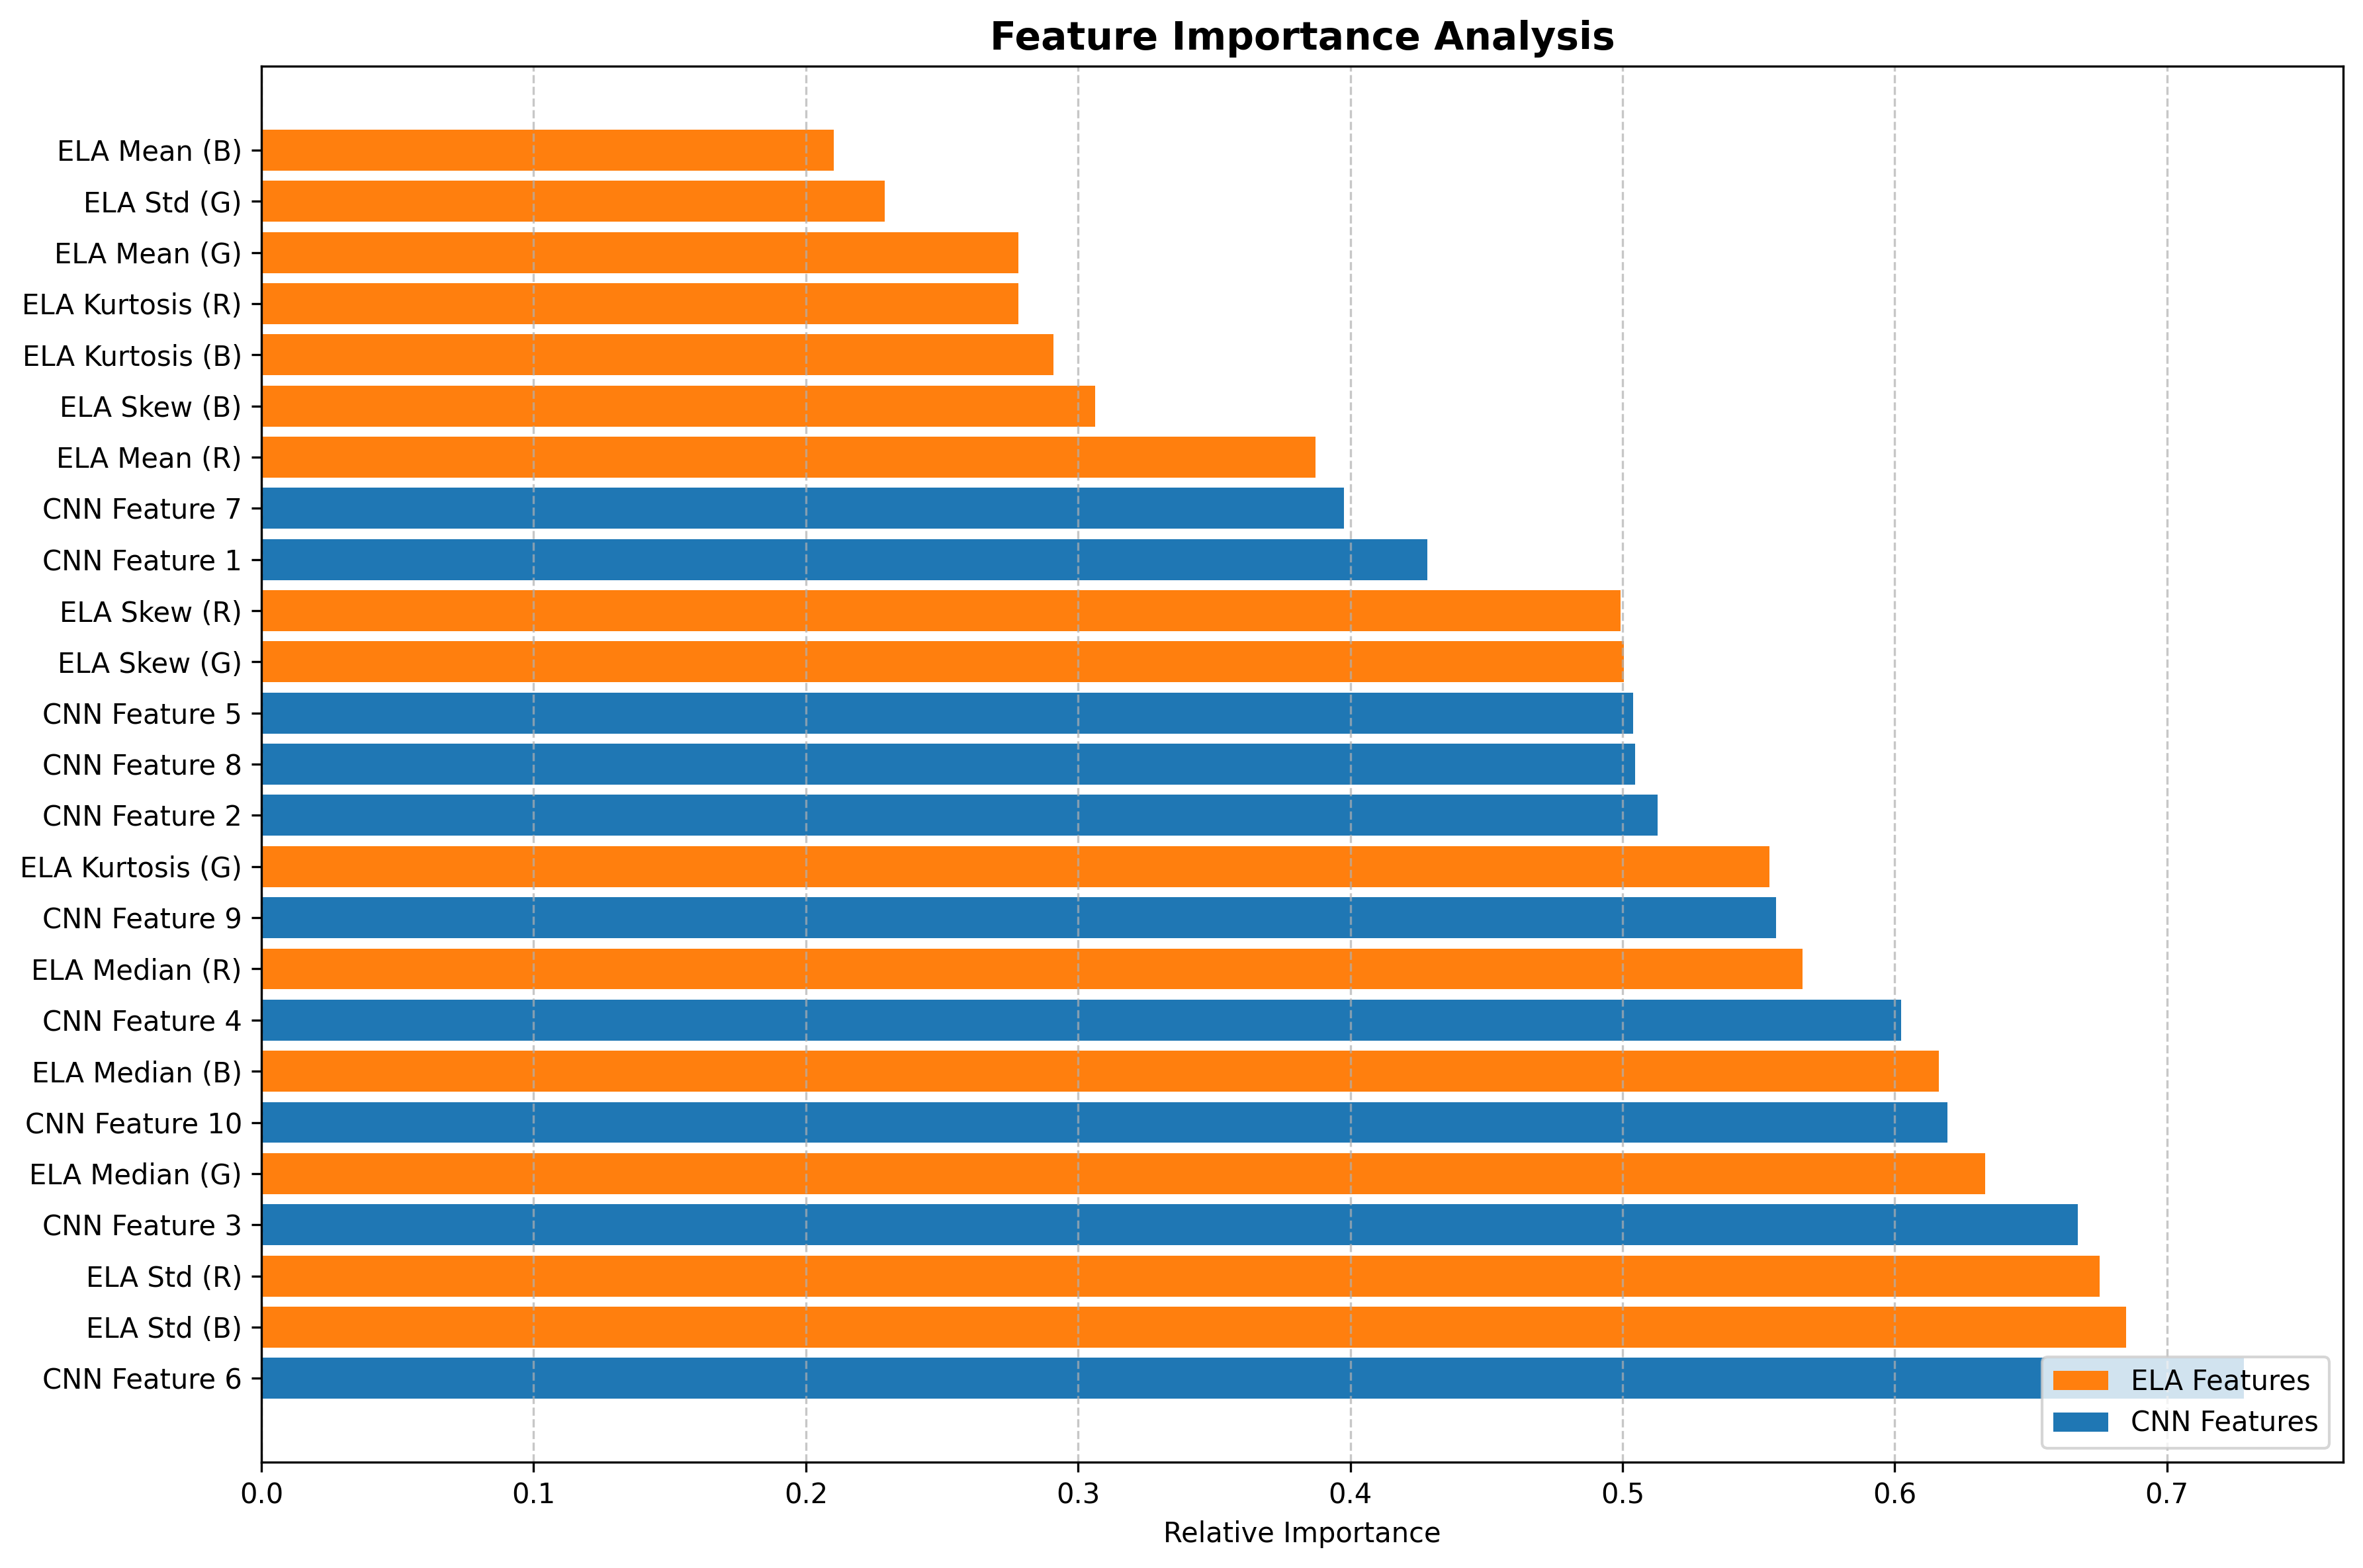 Feature Importance Analysis
ELA Mean (B)
ELA Std (G)
ELA Mean (G)
ELA Kurtosis (R)
ELA Kurtosis (B)
ELA Skew (B)
ELA Mean (R)
CNN Feature 7
CNN Feature 1
ELA Skew (R)
ELA Skew (G)
CNN Feature 5
CNN Feature 8
CNN Feature 2
ELA Kurtosis (G)
CNN Feature 9
ELA Median (R)
CNN Feature 4
ELA Median (B)
CNN Feature 10
ELA Median (G)
CNN Feature 3
ELA Std (R)
ELA Std (B)
CNN Feature 6
ELA Features
CNN Features
0.0 0.1 0.2 0.3 0.4 0.5 0.6 0.7
Relative Importance